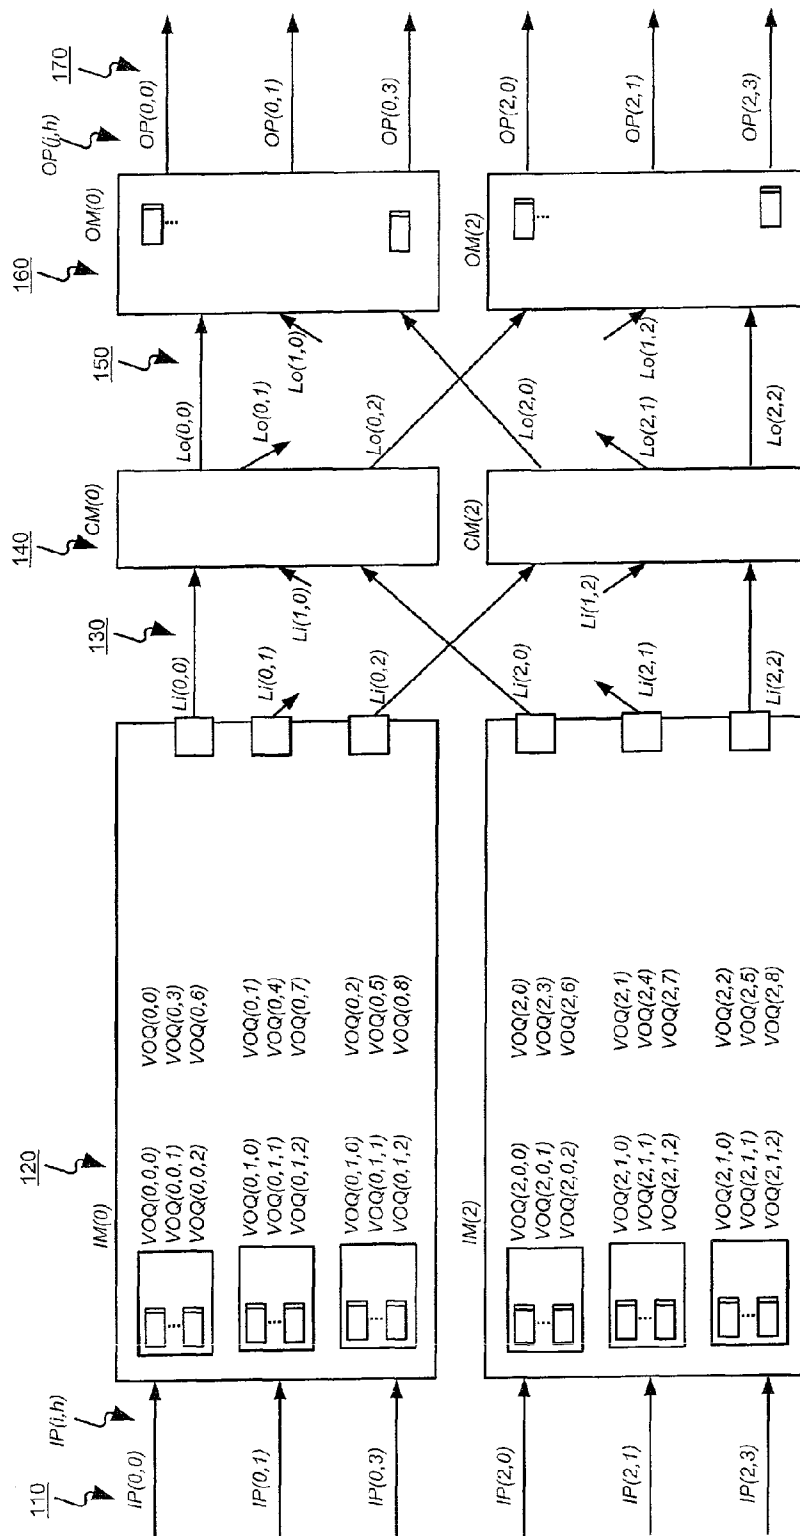 110
IP(i,h)
IP(0,0)
IP(0,1)
IP(0,3)
IP(2,0)
IP(2,1)
IP(2,3)
120
IM(0)
VOQ(0,0,0)
VOQ(0,0,1)
VOQ(0,0,2)
VOQ(0,0)
VOQ(0,3)
VOQ(0,6)
VOQ(0,1,0)
VOQ(0,1,1)
VOQ(0,1,2)
VOQ(0,1)
VOQ(0,4)
VOQ(0,7)
VOQ(0,1,0)
VOQ(0,1,1)
VOQ(0,1,2)
VOQ(0,2)
VOQ(0,5)
VOQ(0,8)
IM(2)
VOQ(2,0,0)
VOQ(2,0,1)
VOQ(2,0,2)
VOQ(2,0)
VOQ(2,3)
VOQ(2,6)
VOQ(2,1,0)
VOQ(2,1,1)
VOQ(2,1,2)
VOQ(2,1)
VOQ(2,4)
VOQ(2,7)
VOQ(2,1,0)
VOQ(2,1,1)
VOQ(2,1,2)
VOQ(2,2)
VOQ(2,5)
VOQ(2,8)
130
Li(0,0)
Li(0,1)
Li(0,2)
Li(1,0)
Li(2,0)
Li(2,1)
Li(1,2)
Li(2,2)
140
CM(0)
CM(2)
150
Lo(0,0)
Lo(0,1)
Lo(1,0)
Lo(0,2)
Lo(2,0)
Lo(2,1)
Lo(1,2)
Lo(2,2)
160
OM(0)
OM(2)
OP(j,h)
170
OP(0,0)
OP(0,1)
OP(0,3)
OP(2,0)
OP(2,1)
OP(2,3)